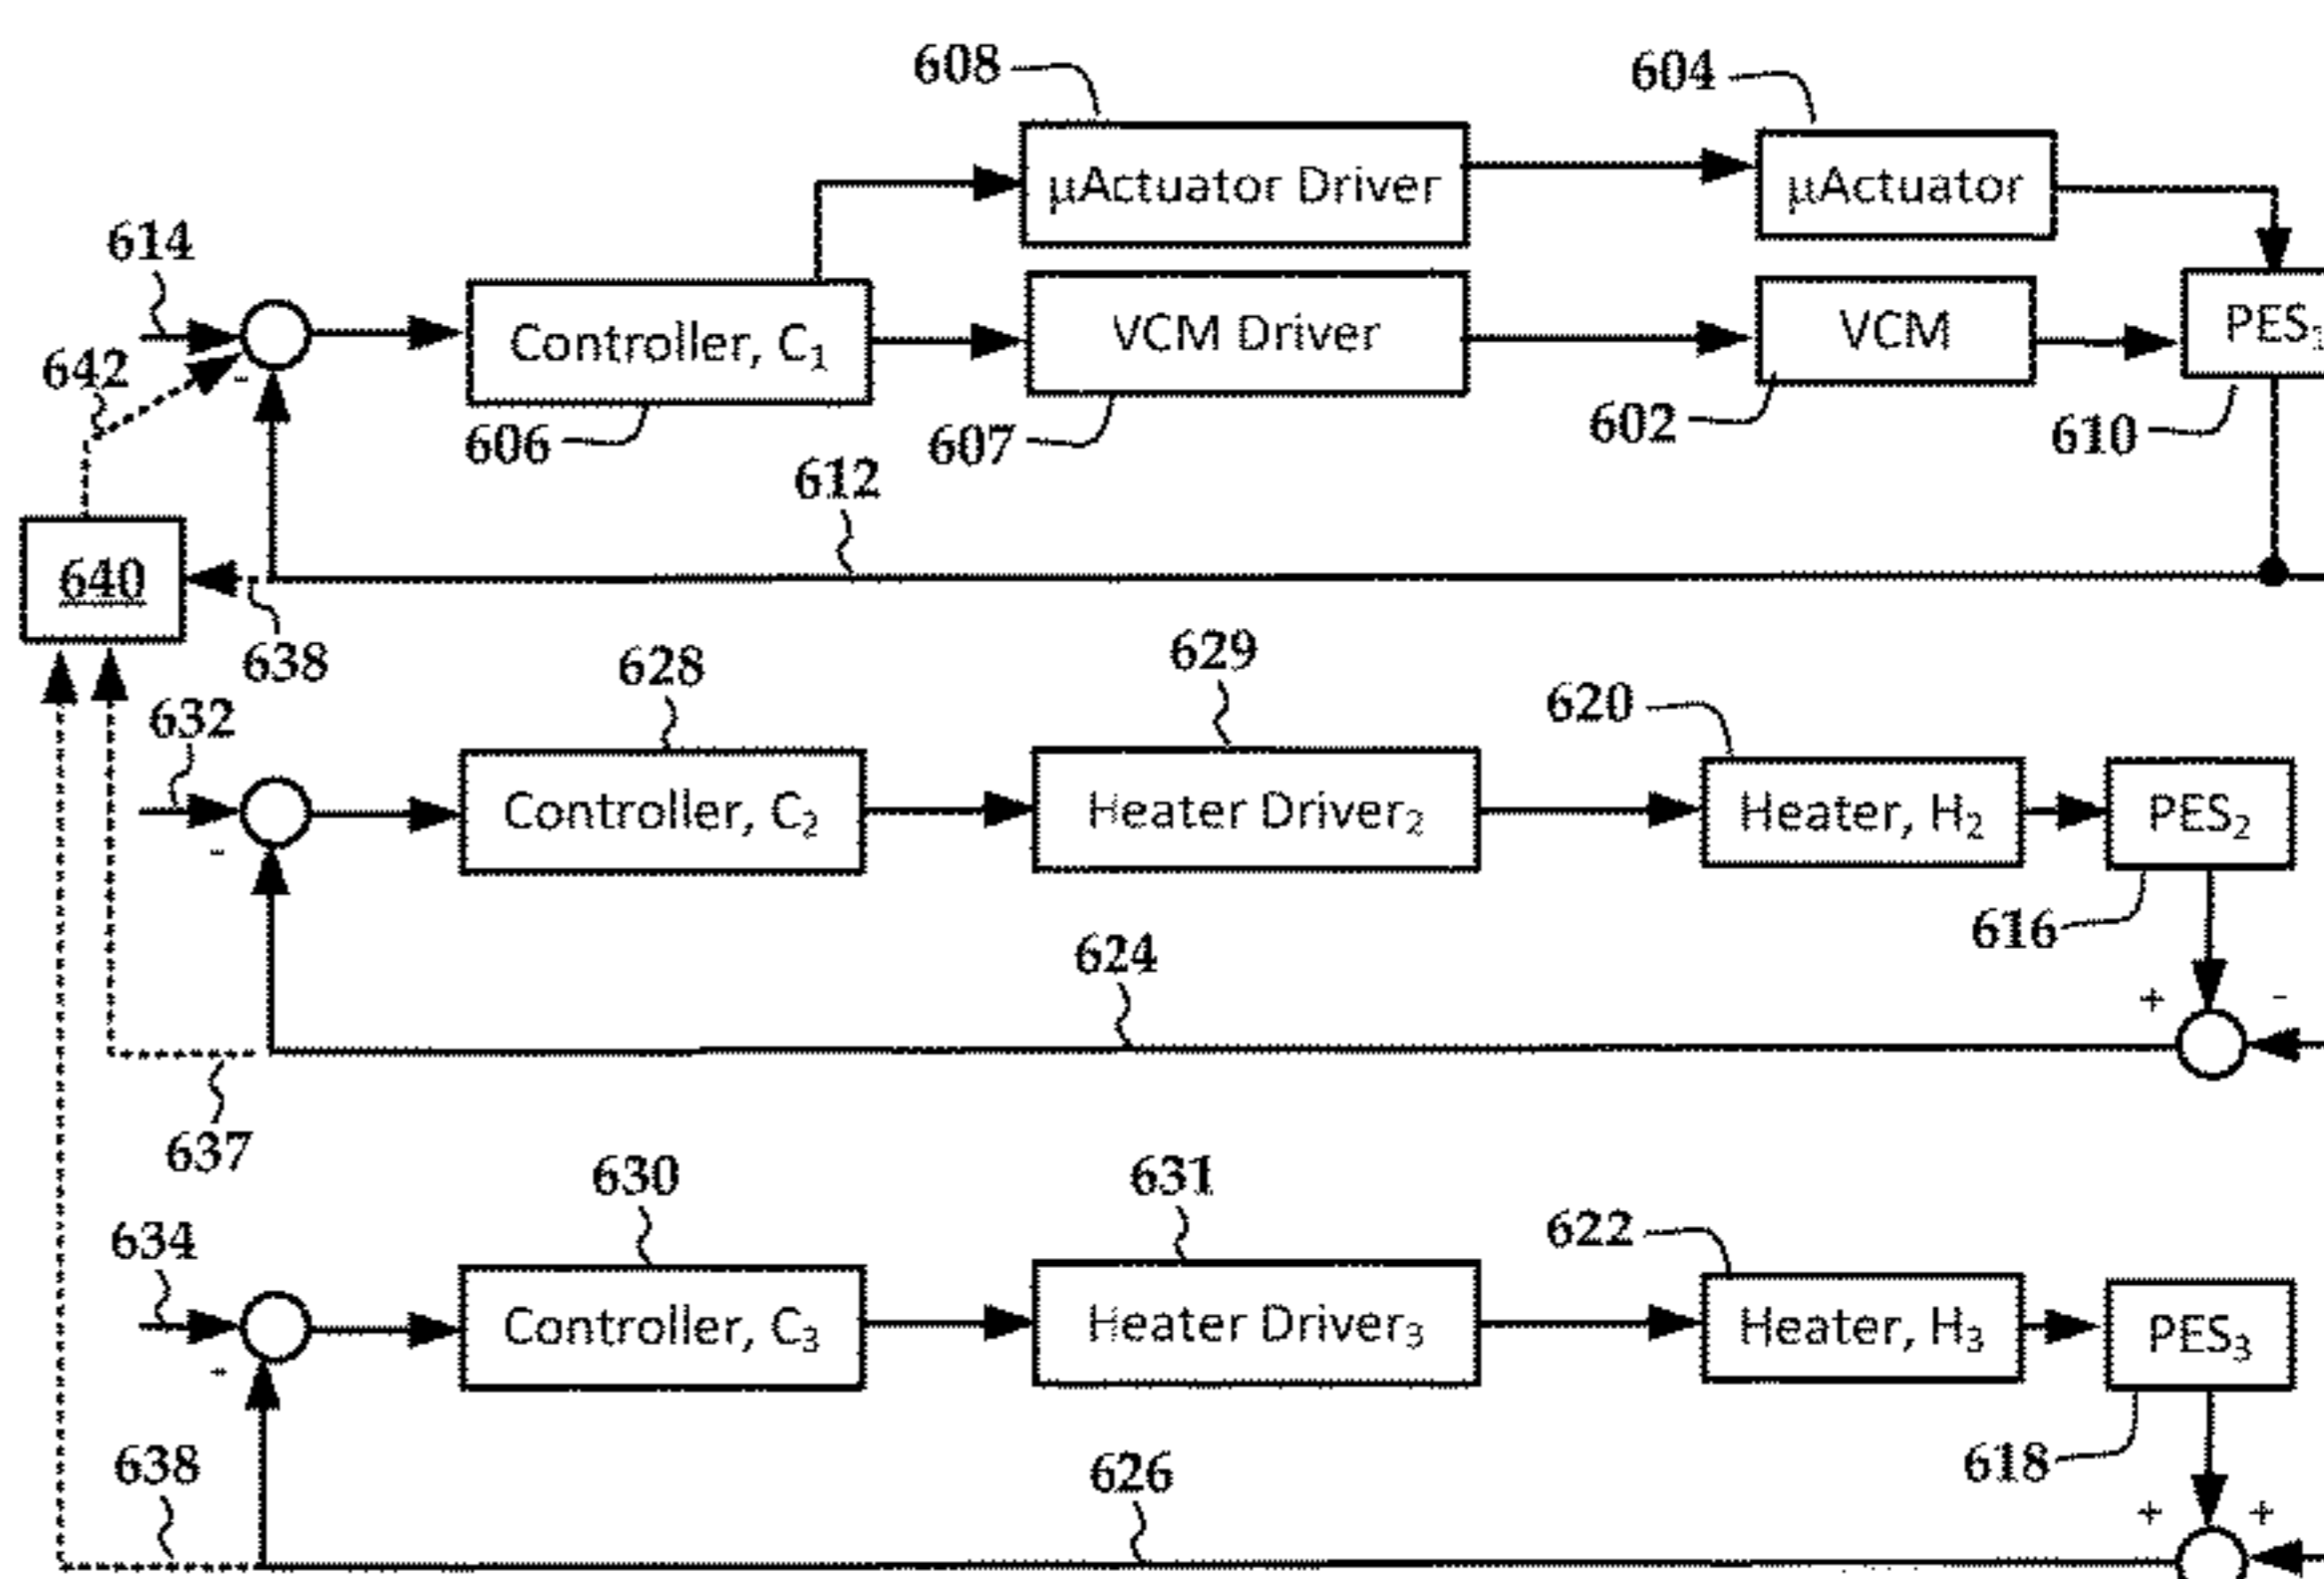 608
604
μActuator Driver
μActuator
614
642
Controller, C₁
VCM Driver
VCM
PES₁
-
606
607
602
610
612
640
638
628
629
620
632
Controller, C₂
Heater Driver₂
Heater, H₂
PES₂
-
616
624
+
-
637
630
631
622
634
Controller, C₃
Heater Driver₃
Heater, H₃
PES₃
+
638
626
618
+
+